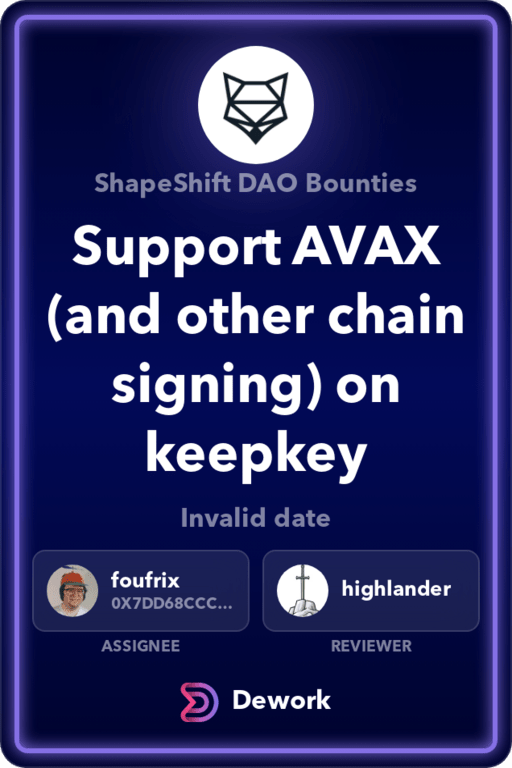 ShapeShift DAO Bounties
Support AVAX
(and other chain
signing) on
keepkey
Invalid date
foufrix
0X7DD68CCC...
ASSIGNEE
highlander
REVIEWER
Dework